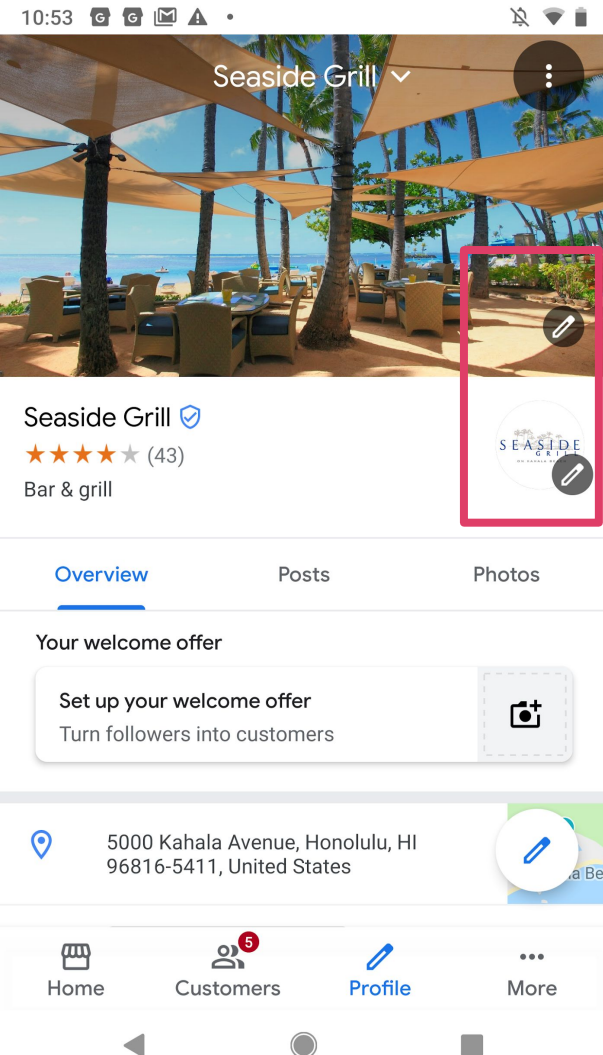 10:53
Seaside Grill
Seaside Grill
(43)
Bar & grill
SEASIDE
GRILL
Overview
Posts
Photos
Your welcome offer
Set up your welcome offer
Turn followers into customers
5000 Kahala Avenue, Honolulu, HI
96816-5411, United States
a Be
5
Home
Customers
Profile
More